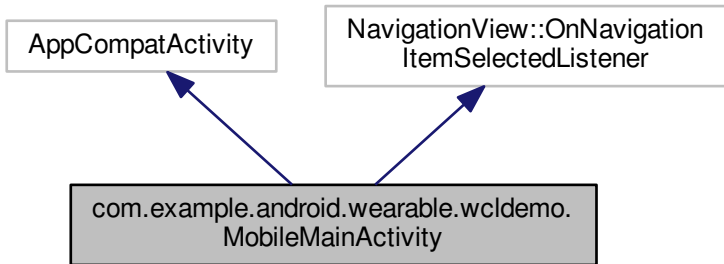 AppCompatActivity
NavigationView::OnNavigation
ItemSelectedListener
com.example.android.wearable.wcldemo.
MobileMainActivity